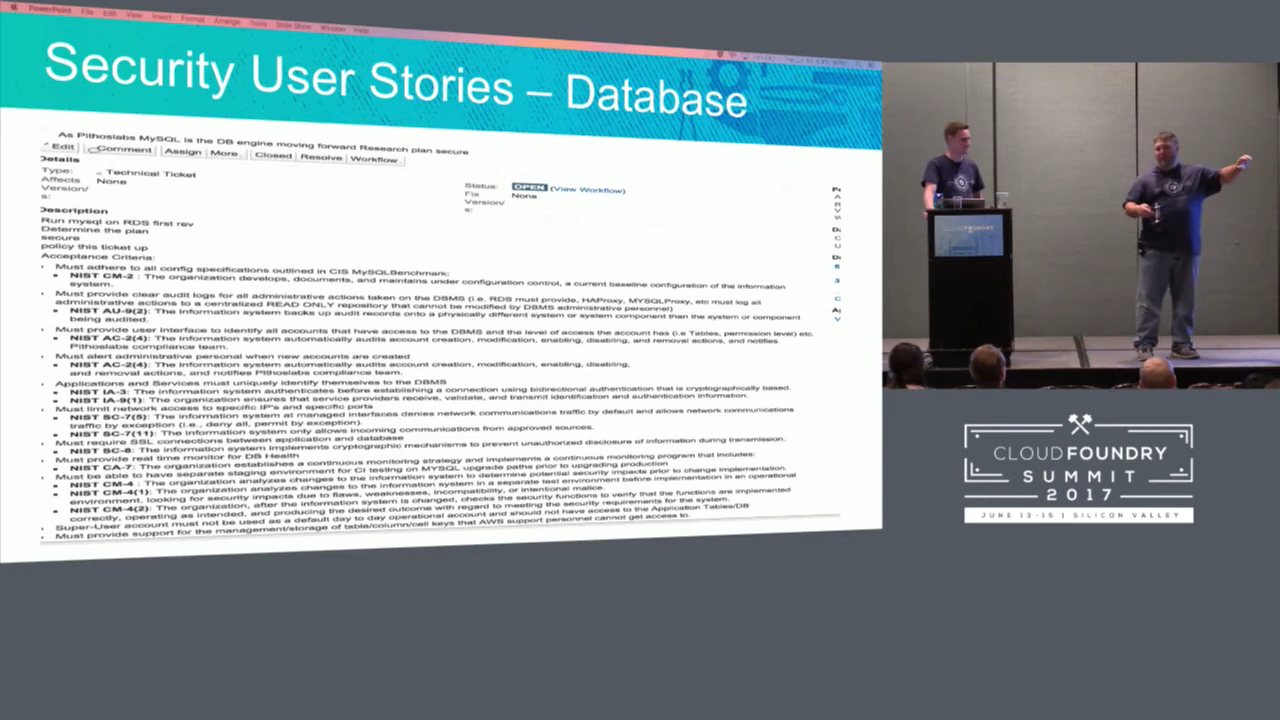 PowerPoint File Edit View Insert Format Arrange Tools Slide Show Window Help
Security User Stories – Database
As Pithoslabs MySQL is the DB engine moving forward Research plan secure
Edit Comment Assign More Closed Resolve Workflow
Details
Type: Technical Ticket
Affects None
Version/
s:
Status: OPEN (View Workflow)
Fix None
Version/
s:
Description
Run mysql on RDS first rev
Determine the plan
secure
policy this ticket up
Acceptance Criteria:
Must adhere to all config specifications outlined in CIS MySQLBenchmark:
NIST CM-2 : The organization develops, documents, and maintains under configuration control, a current baseline configuration of the information
system.
Must provide clear audit logs for all administrative actions taken on the DBMS (i.e. RDS must provide, HAProxy, MYSQLProxy, etc must log all
administrative actions to a centralized READ ONLY repository that cannot be modified by DBMS administrative personnel)
NIST AU-9(2): The information system backs up audit records onto a physically different system or system component than the system or component
being audited.
Must provide user interface to identify all accounts that have access to the DBMS and the level of access the account has (i.e Tables, permission level) etc.
NIST AC-2(4): The information system automatically audits account creation, modification, enabling, disabling, and removal actions, and notifies
Pithoslabs compliance team.
Must alert administrative personal when new accounts are created
NIST AC-2(4): The information system automatically audits account creation, modification, enabling, disabling,
and removal actions, and notifies Pithoslabs compliance team.
Applications and Services must uniquely identify themselves to the DBMS
NIST IA-3: The information system authenticates before establishing a connection using bidirectional authentication that is cryptographically based.
NIST IA-9(1): The organization ensures that service providers receive, validate, and transmit identification and authentication information.
Must limit network access to specific IP's and specific ports
NIST SC-7(5): The information system at managed interfaces denies network communications traffic by default and allows network communications
traffic by exception (i.e., deny all, permit by exception).
NIST SC-7(11): The information system only allows incoming communications from approved sources.
Must require SSL connections between application and database
NIST SC-8: The information system implements cryptographic mechanisms to prevent unauthorized disclosure of information during transmission.
Must provide real time monitor for DB Health
NIST CA-7: The organization establishes a continuous monitoring strategy and implements a continuous monitoring program that includes:
Must be able to have separate staging environment for CI testing on MYSQL upgrade paths prior to upgrading production
NIST CM-4 : The organization analyzes changes to the information system to determine potential security impacts prior to change implementation.
NIST CM-4(1): The organization analyzes changes to the information system in a separate test environment before implementation in an operational
environment, looking for security impacts due to flaws, weaknesses, incompatibility, or intentional malice.
NIST CM-4(2): The organization, after the information system is changed, checks the security functions to verify that the functions are implemented
correctly, operating as intended, and producing the desired outcome with regard to meeting the security requirements for the system.
Super-User account must not be used as a default day to day operational account and should not have access to the Application Tables/DB
Must provide support for the management/storage of table/column/cell keys that AWS support personnel cannot get access to.
CLOUD FOUNDRY
CLOUD FOUNDRY
SUMMIT
2017
JUNE 13-15 | SILICON VALLEY